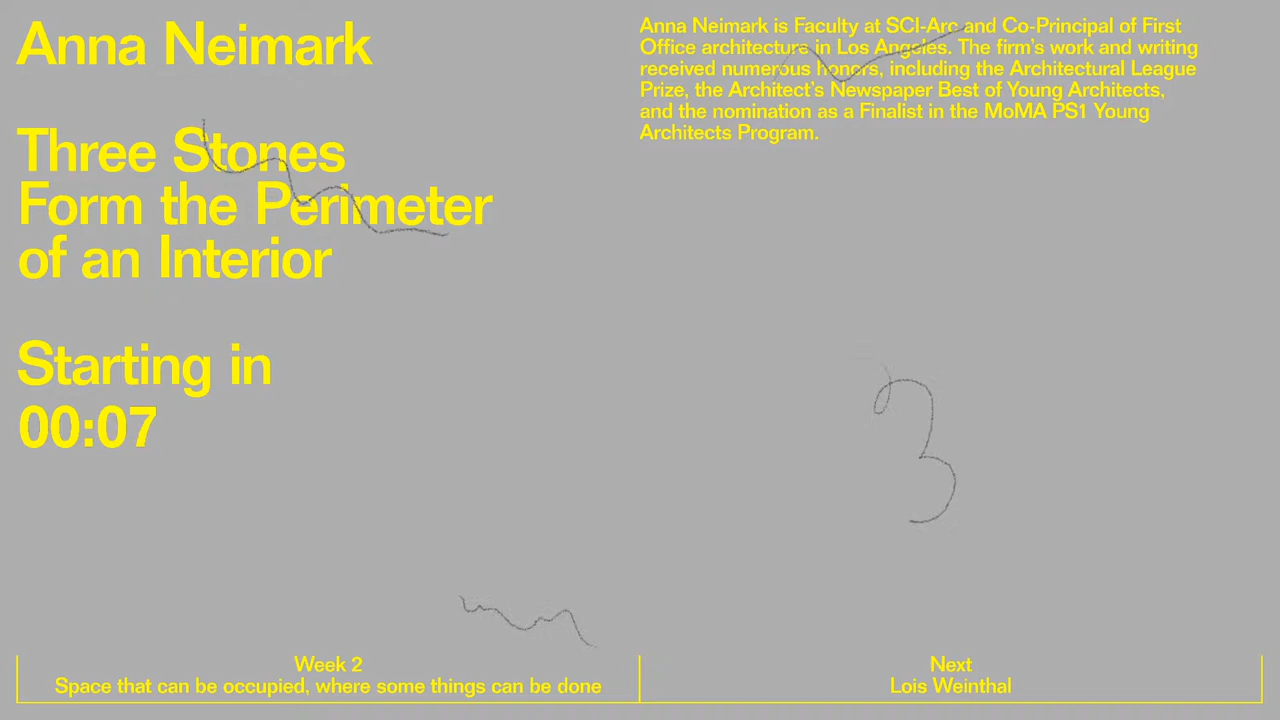 Anna Neimark
Three Stones
Form the Perimeter
of an Interior
Starting in
00:07
Anna Neimark is Faculty at SCI-Arc and Co-Principal of First
Office architecture in Los Angeles. The firm's work and writing
received numerous honors, including the Architectural League
Prize, the Architect's Newspaper Best of Young Architects,
and the nomination as a Finalist in the MoMA PS1 Young
Architects Program.
3
Week 2
Space that can be occupied, where some things can be done
Next
Lois Weinthal